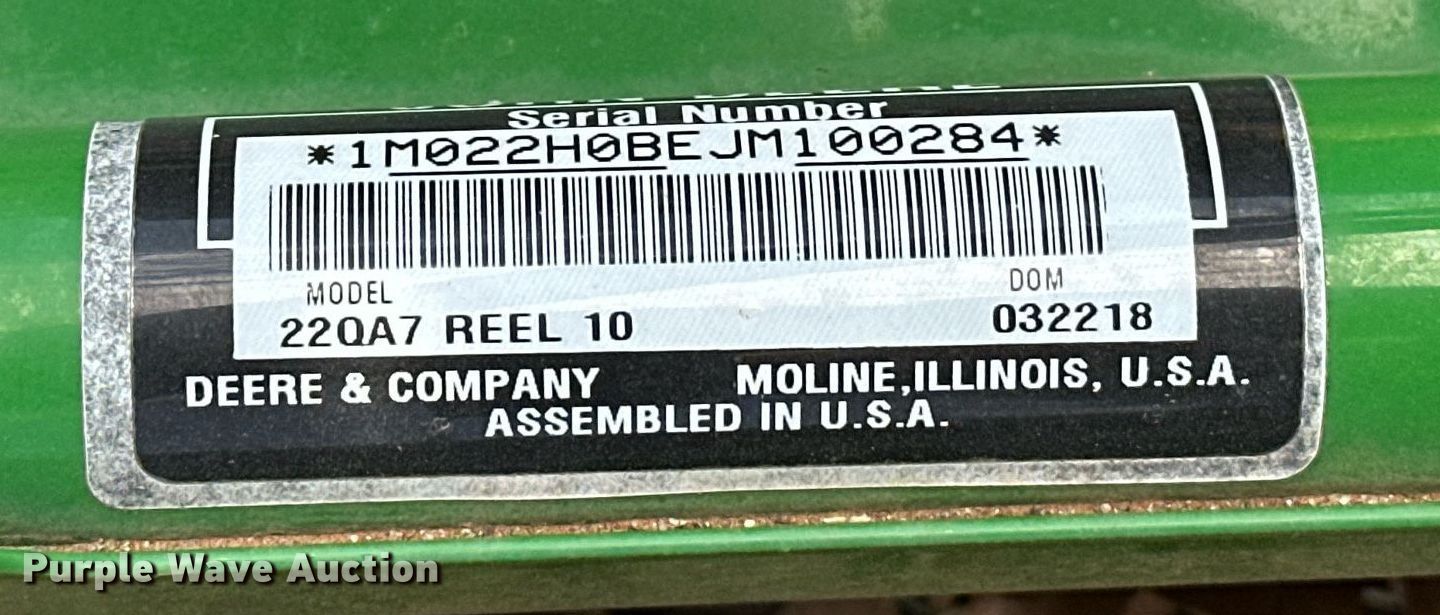 Serial Number
*1M022H0BEJM100284*
MODEL DOM
22QA7 REEL 10 032218
DEERE & COMPANY MOLINE,ILLINOIS, U.S.A.
ASSEMBLED IN U.S.A.
Purple Wave Auction